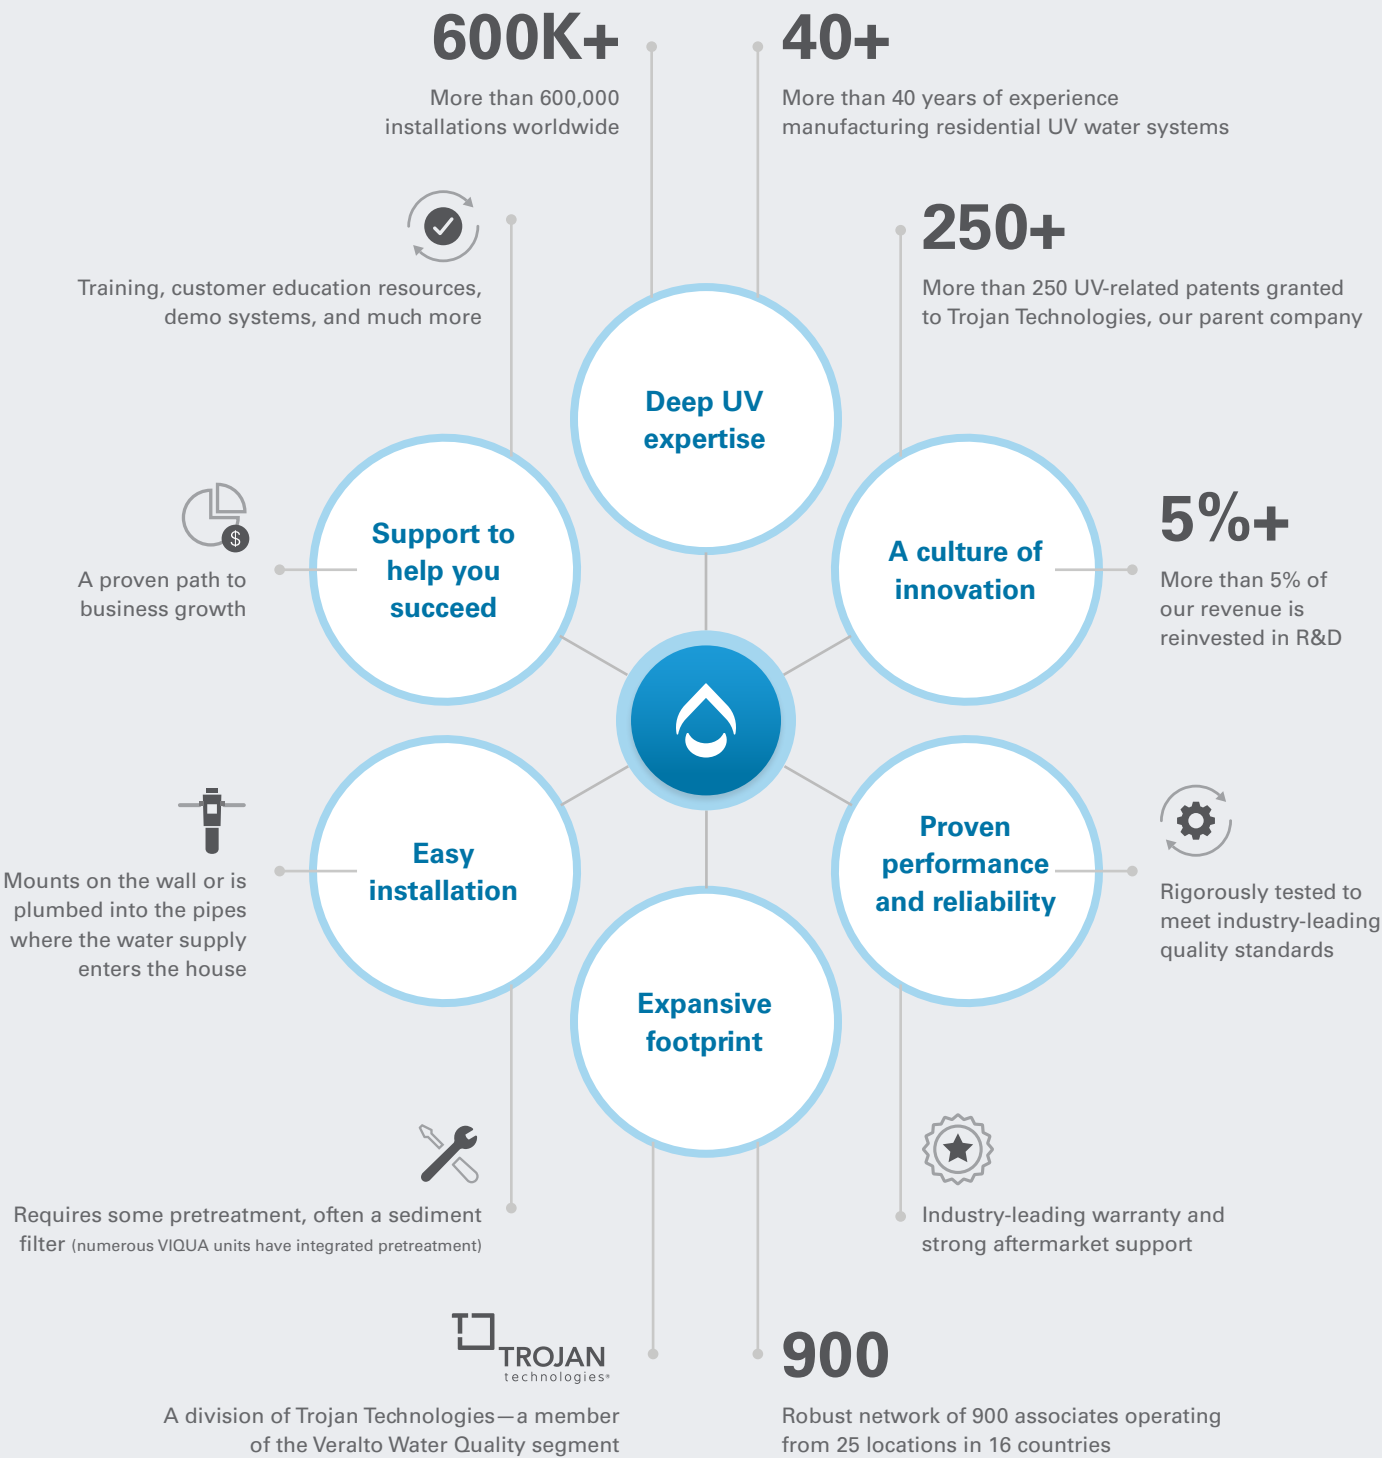 600K+
More than 600,000
installations worldwide
40+
More than 40 years of experience
manufacturing residential UV water systems
Training, customer education resources,
demo systems, and much more
250+
More than 250 UV-related patents granted
to Trojan Technologies, our parent company
Deep UV
expertise
Support to
help you
succeed
A culture of
innovation
$
A proven path to
business growth
5%+
More than 5% of
our revenue is
reinvested in R&D
Easy
installation
Proven
performance
and reliability
Mounts on the wall or is
plumbed into the pipes
where the water supply
enters the house
Rigorously tested to
meet industry-leading
quality standards
Expansive
footprint
Requires some pretreatment, often a sediment
filter (numerous VIQUA units have integrated pretreatment)
Industry-leading warranty and
strong aftermarket support
TROJAN
technologies®
A division of Trojan Technologies—a member
of the Veralto Water Quality segment
900
Robust network of 900 associates operating
from 25 locations in 16 countries